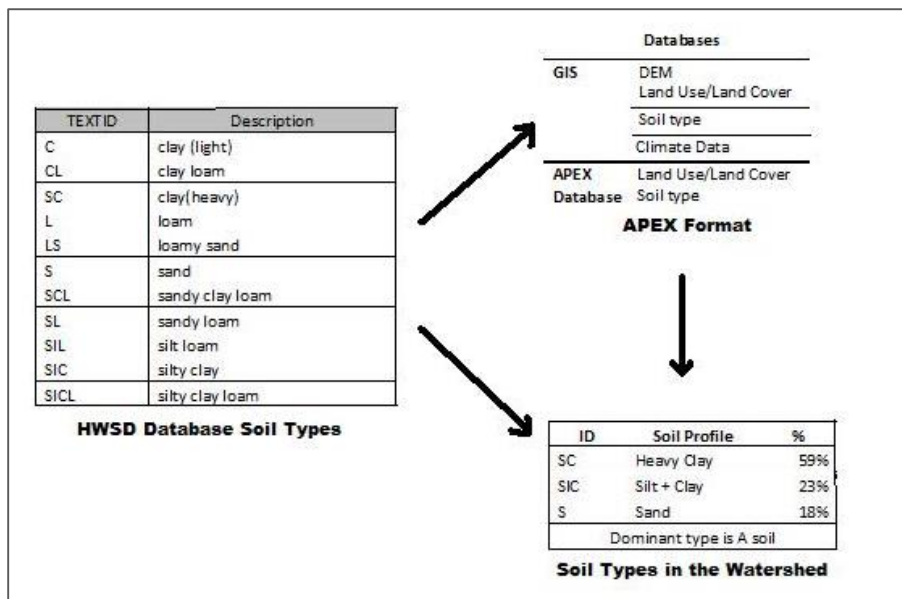 TEXTID Description
C clay (light)
CL clay loam
SC clay(heavy)
L loam
LS loamy sand
S sand
SCL sandy clay loam
SL sandy loam
SIL silt loam
SIC silty clay
SICL silty clay loam
HWSD Database Soil Types
Databases
GIS DEM
Land Use/Land Cover
Soil type
Climate Data
APEX Land Use/Land Cover
Database Soil type
APEX Format
ID Soil Profile %
SC Heavy Clay 59%
SIC Silt + Clay 23%
S Sand 18%
Dominant type is A soil
Soil Types in the Watershed